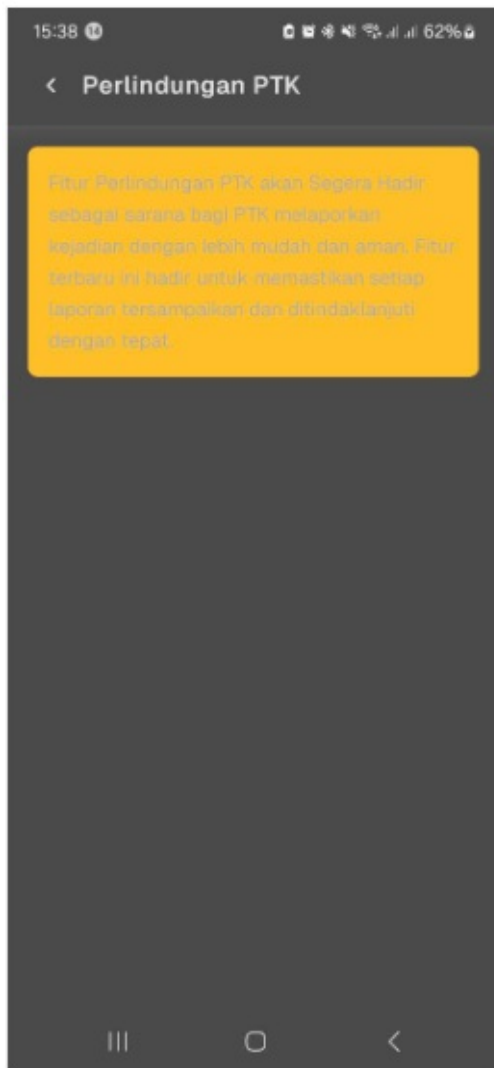 15:38
62%
Perlindungan PTK
Fitur Perlindungan PTK akan Segera Hadir
sebagai sarana bagi PTK melaporkan
kejadian dengan lebih mudah dan aman. Fitur
terbaru ini hadir untuk memastikan setiap
laporan tersampaikan dan ditindaklanjuti
dengan tepat.